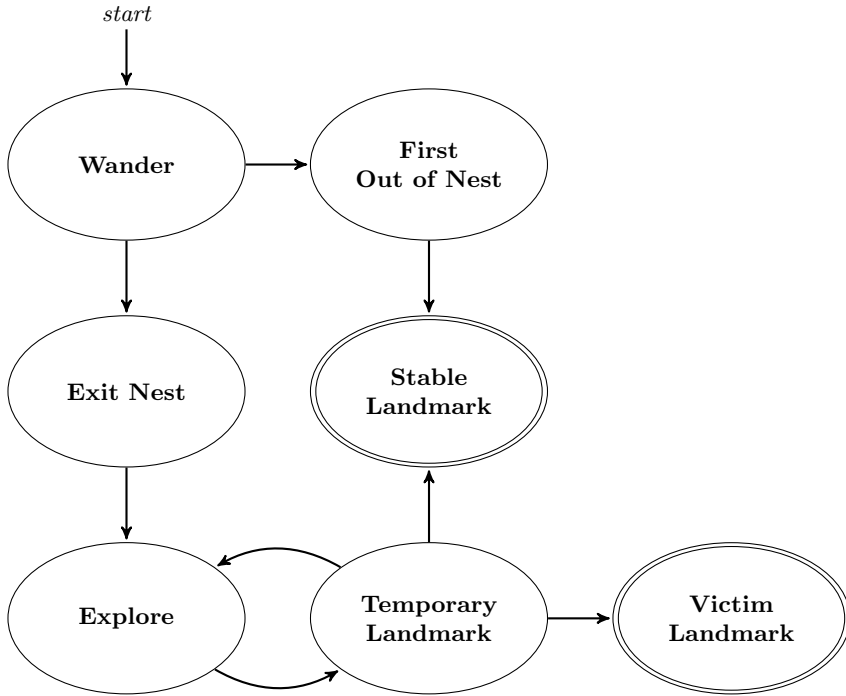 start
Wander
First
Out of Nest
Exit Nest
Stable
Landmark
Explore
Temporary
Landmark
Victim
Landmark